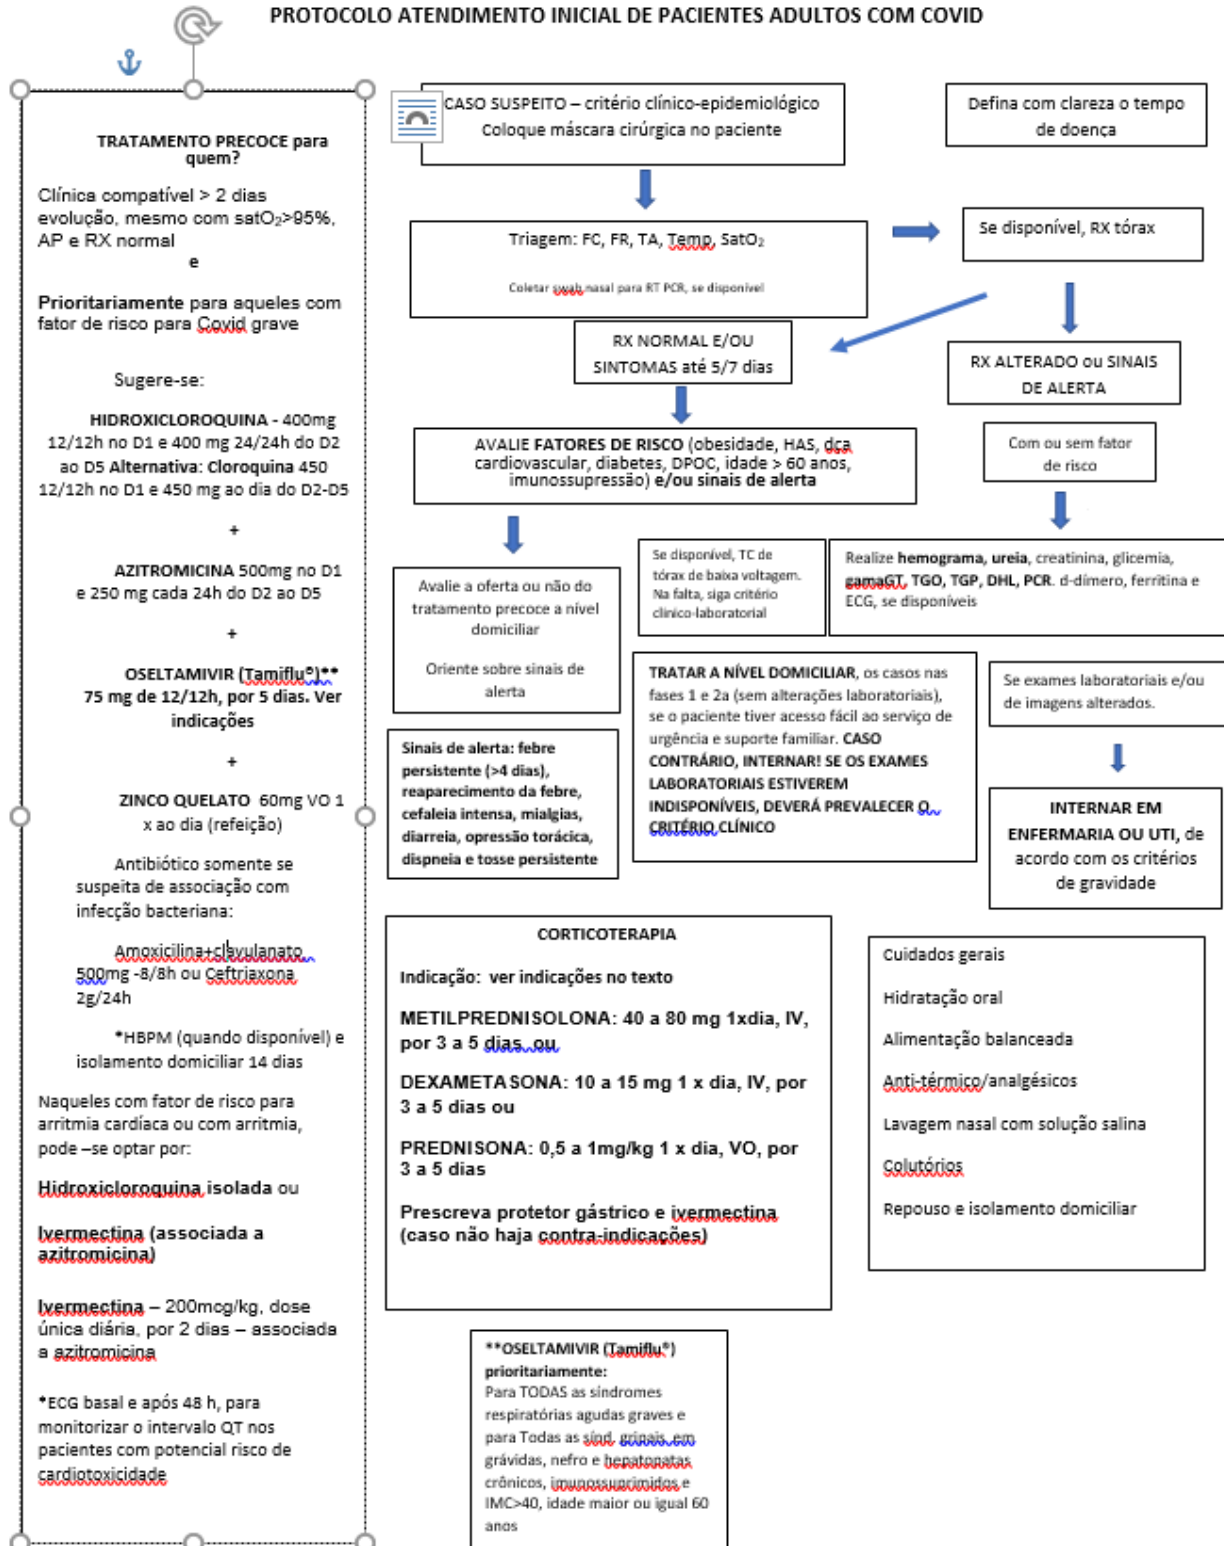 PROTOCOLO ATENDIMENTO INICIAL DE PACIENTES ADULTOS COM COVID
TRATAMENTO PRECOCE para
quem?
Clínica compatível > 2 dias
evolução, mesmo com satO₂>95%,
AP e RX normal
e
Prioritariamente para aqueles com
fator de risco para Covid grave
Sugere-se:
HIDROXICLOROQUINA - 400mg
12/12h no D1 e 400 mg 24/24h do D2
ao D5 Alternativa: Cloroquina 450
12/12h no D1 e 450 mg ao dia do D2-D5
+
AZITROMICINA 500mg no D1
e 250 mg cada 24h do D2 ao D5
+
OSELTAMIVIR (Tamiflu®)**
75 mg de 12/12h, por 5 dias. Ver
indicações
+
ZINCO QUELATO 60mg VO 1
x ao dia (refeição)
Antibiótico somente se
suspeita de associação com
infecção bacteriana:
Amoxicilina+clavulanato,
500mg -8/8h ou Ceftriaxona
2g/24h
*HBPM (quando disponível) e
isolamento domiciliar 14 dias
Naqueles com fator de risco para
arritmia cardíaca ou com arritmia,
pode –se optar por:
Hidroxicloroquina isolada ou
Ivermectina (associada a
azitromicina)
Ivermectina – 200mcg/kg, dose
única diária, por 2 dias – associada
a azitromicina
*ECG basal e após 48 h, para
monitorizar o intervalo QT nos
pacientes com potencial risco de
cardiotoxicidade
CASO SUSPEITO – critério clínico-epidemiológico
Coloque máscara cirúrgica no paciente
Defina com clareza o tempo
de doença
Triagem: FC, FR, TA, Temp, SatO₂
Coletar swab nasal para RT PCR, se disponível
Se disponível, RX tórax
RX NORMAL E/OU
SINTOMAS até 5/7 dias
RX ALTERADO ou SINAIS
DE ALERTA
AVALIE FATORES DE RISCO (obesidade, HAS, dça
cardiovascular, diabetes, DPOC, idade > 60 anos,
imunossupressão) e/ou sinais de alerta
Com ou sem fator
de risco
Avalie a oferta ou não do
tratamento precoce a nível
domiciliar
Oriente sobre sinais de
alerta
Se disponível, TC de
tórax de baixa voltagem.
Na falta, siga critério
clínico-laboratorial
Realize hemograma, ureia, creatinina, glicemia,
gamaGT, TGO, TGP, DHL, PCR. d-dímero, ferritina e
ECG, se disponíveis
TRATAR A NÍVEL DOMICILIAR, os casos nas
fases 1 e 2a (sem alterações laboratoriais),
se o paciente tiver acesso fácil ao serviço de
urgência e suporte familiar. CASO
CONTRÁRIO, INTERNAR! SE OS EXAMES
LABORATORIAIS ESTIVEREM
INDISPONÍVEIS, DEVERÁ PREVALECER O
CRITÉRIO CLÍNICO
Se exames laboratoriais e/ou
de imagens alterados.
Sinais de alerta: febre
persistente (>4 dias),
reaparecimento da febre,
cefaleia intensa, mialgias,
diarreia, opressão torácica,
dispneia e tosse persistente
INTERNAR EM
ENFERMARIA OU UTI, de
acordo com os critérios
de gravidade
CORTICOTERAPIA
Indicação: ver indicações no texto
METILPREDNISOLONA: 40 a 80 mg 1xdia, IV,
por 3 a 5 dias ou
DEXAMETASONA: 10 a 15 mg 1 x dia, IV, por
3 a 5 dias ou
PREDNISONA: 0,5 a 1mg/kg 1 x dia, VO, por
3 a 5 dias
Prescreva protetor gástrico e ivermectina
(caso não haja contra-indicações)
Cuidados gerais
Hidratação oral
Alimentação balanceada
Anti-térmico/analgésicos
Lavagem nasal com solução salina
Colutórios
Repouso e isolamento domiciliar
**OSELTAMIVIR (Tamiflu®)
prioritariamente:
Para TODAS as síndromes
respiratórias agudas graves e
para Todas as sínd. gripais em
grávidas, nefro e hepatopatas
crônicos, imunossuprimidos e
IMC>40, idade maior ou igual 60
anos